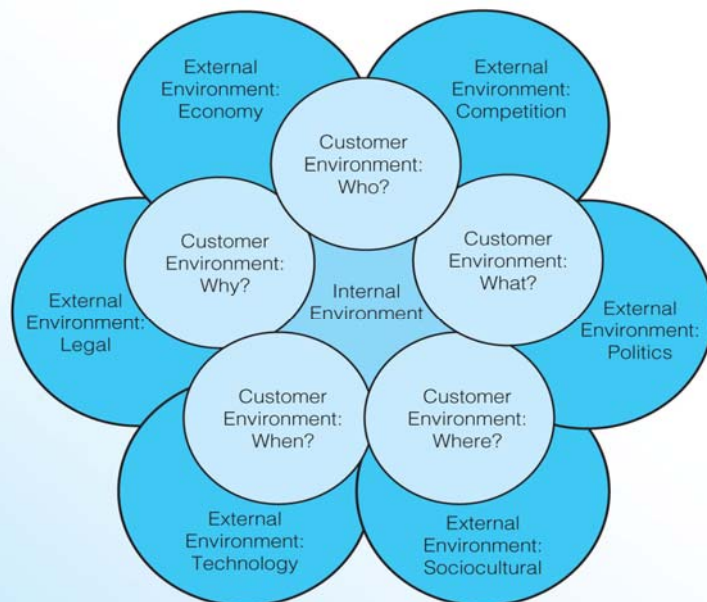 External
Environment:
Economy
External
Environment:
Competition
Customer
Environment:
Who?
Customer
Environment:
Why?
Customer
Environment:
What?
Internal
Environment
External
Environment:
Legal
External
Environment:
Politics
Customer
Environment:
When?
Customer
Environment:
Where?
External
Environment:
Technology
External
Environment:
Sociocultural